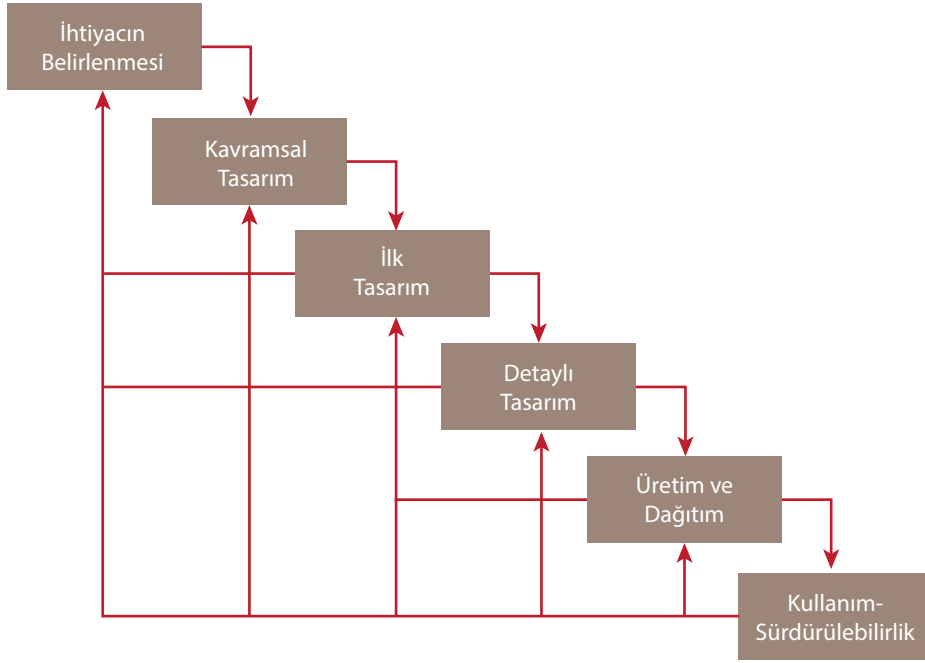 İhtiyacın
Belirlenmesi
Kavramsal
Tasarım
İlk
Tasarım
Detaylı
Tasarım
Üretim ve
Dağıtım
Kullanım-
Sürdürülebilirlik